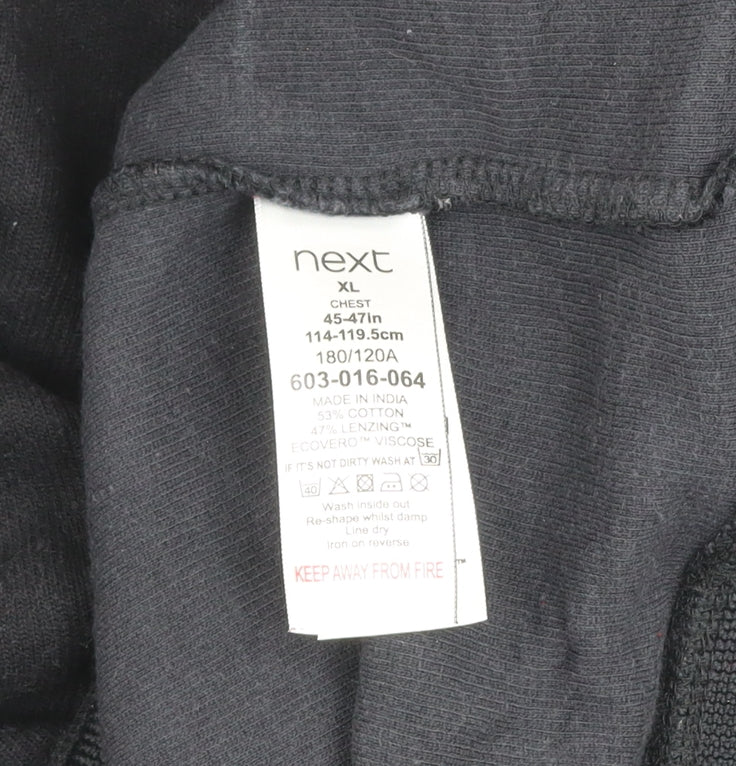 next
XL
CHEST
45-47in
114-119.5cm
180/120A
603-016-064
MADE IN INDIA
53% COTTON
47% LENZING™
ECOVERO™ VISCOSE
IF IT'S NOT DIRTY WASH AT 30
40
Wash inside out
Re-shape whilst damp
Line dry
Iron on reverse
KEEP AWAY FROM FIRE
™